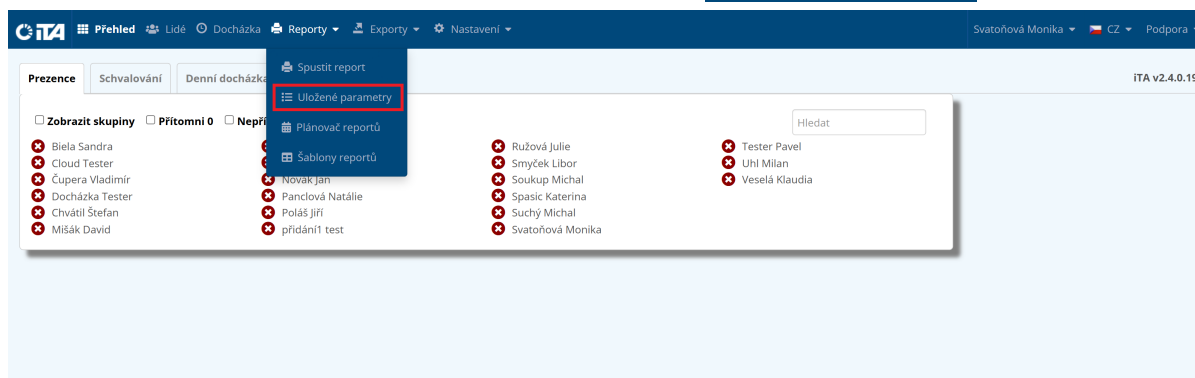 iTA Přehled Lidé Docházka Reporty Exporty Nastavení Svatoňová Monika CZ Podpora
Spustit report
Uložené parametry
Plánovač reportů
Šablony reportů
Prezence Schvalování Denní docházka iTA v2.4.0.19
Zobrazit skupiny Přítomni 0 Hledat
Biela Sandra Ružová Julie Tester Pavel
Cloud Tester Smyček Libor Uhl Milan
Čupera Vladimír Novák Jan Soukup Michal Veselá Klaudia
Docházka Tester Panclová Natálie Spasic Katerina
Chvátil Štefan Poláš Jiří Suchý Michal
Mišák David přidání1 test Svatoňová Monika